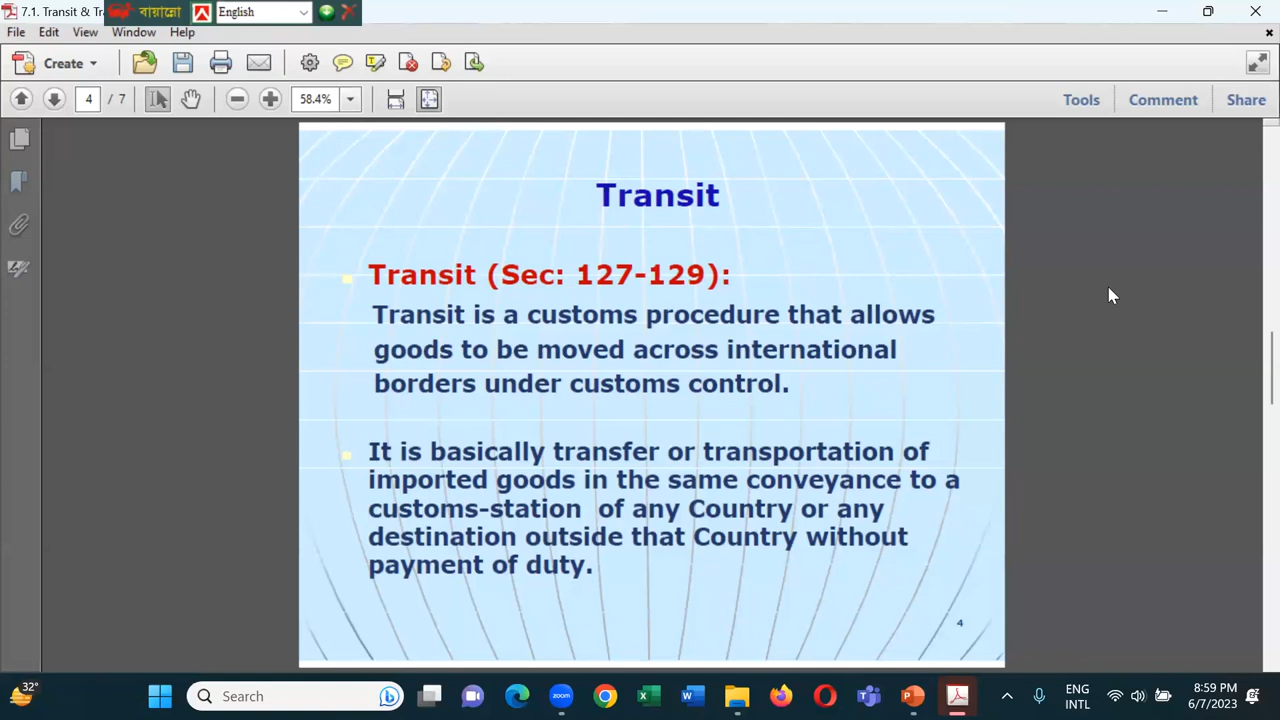 7.1. Transit & Tr
বায়ান্নো
English
File Edit View Window Help
Create
4 / 7
58.4%
Tools Comment Share
Transit
Transit (Sec: 127-129):
Transit is a customs procedure that allows
goods to be moved across international
borders under customs control.
It is basically transfer or transportation of
imported goods in the same conveyance to a
customs-station of any Country or any
destination outside that Country without
payment of duty.
4
32°
Search
zoom
ENG
INTL
8:59 PM
6/7/2023